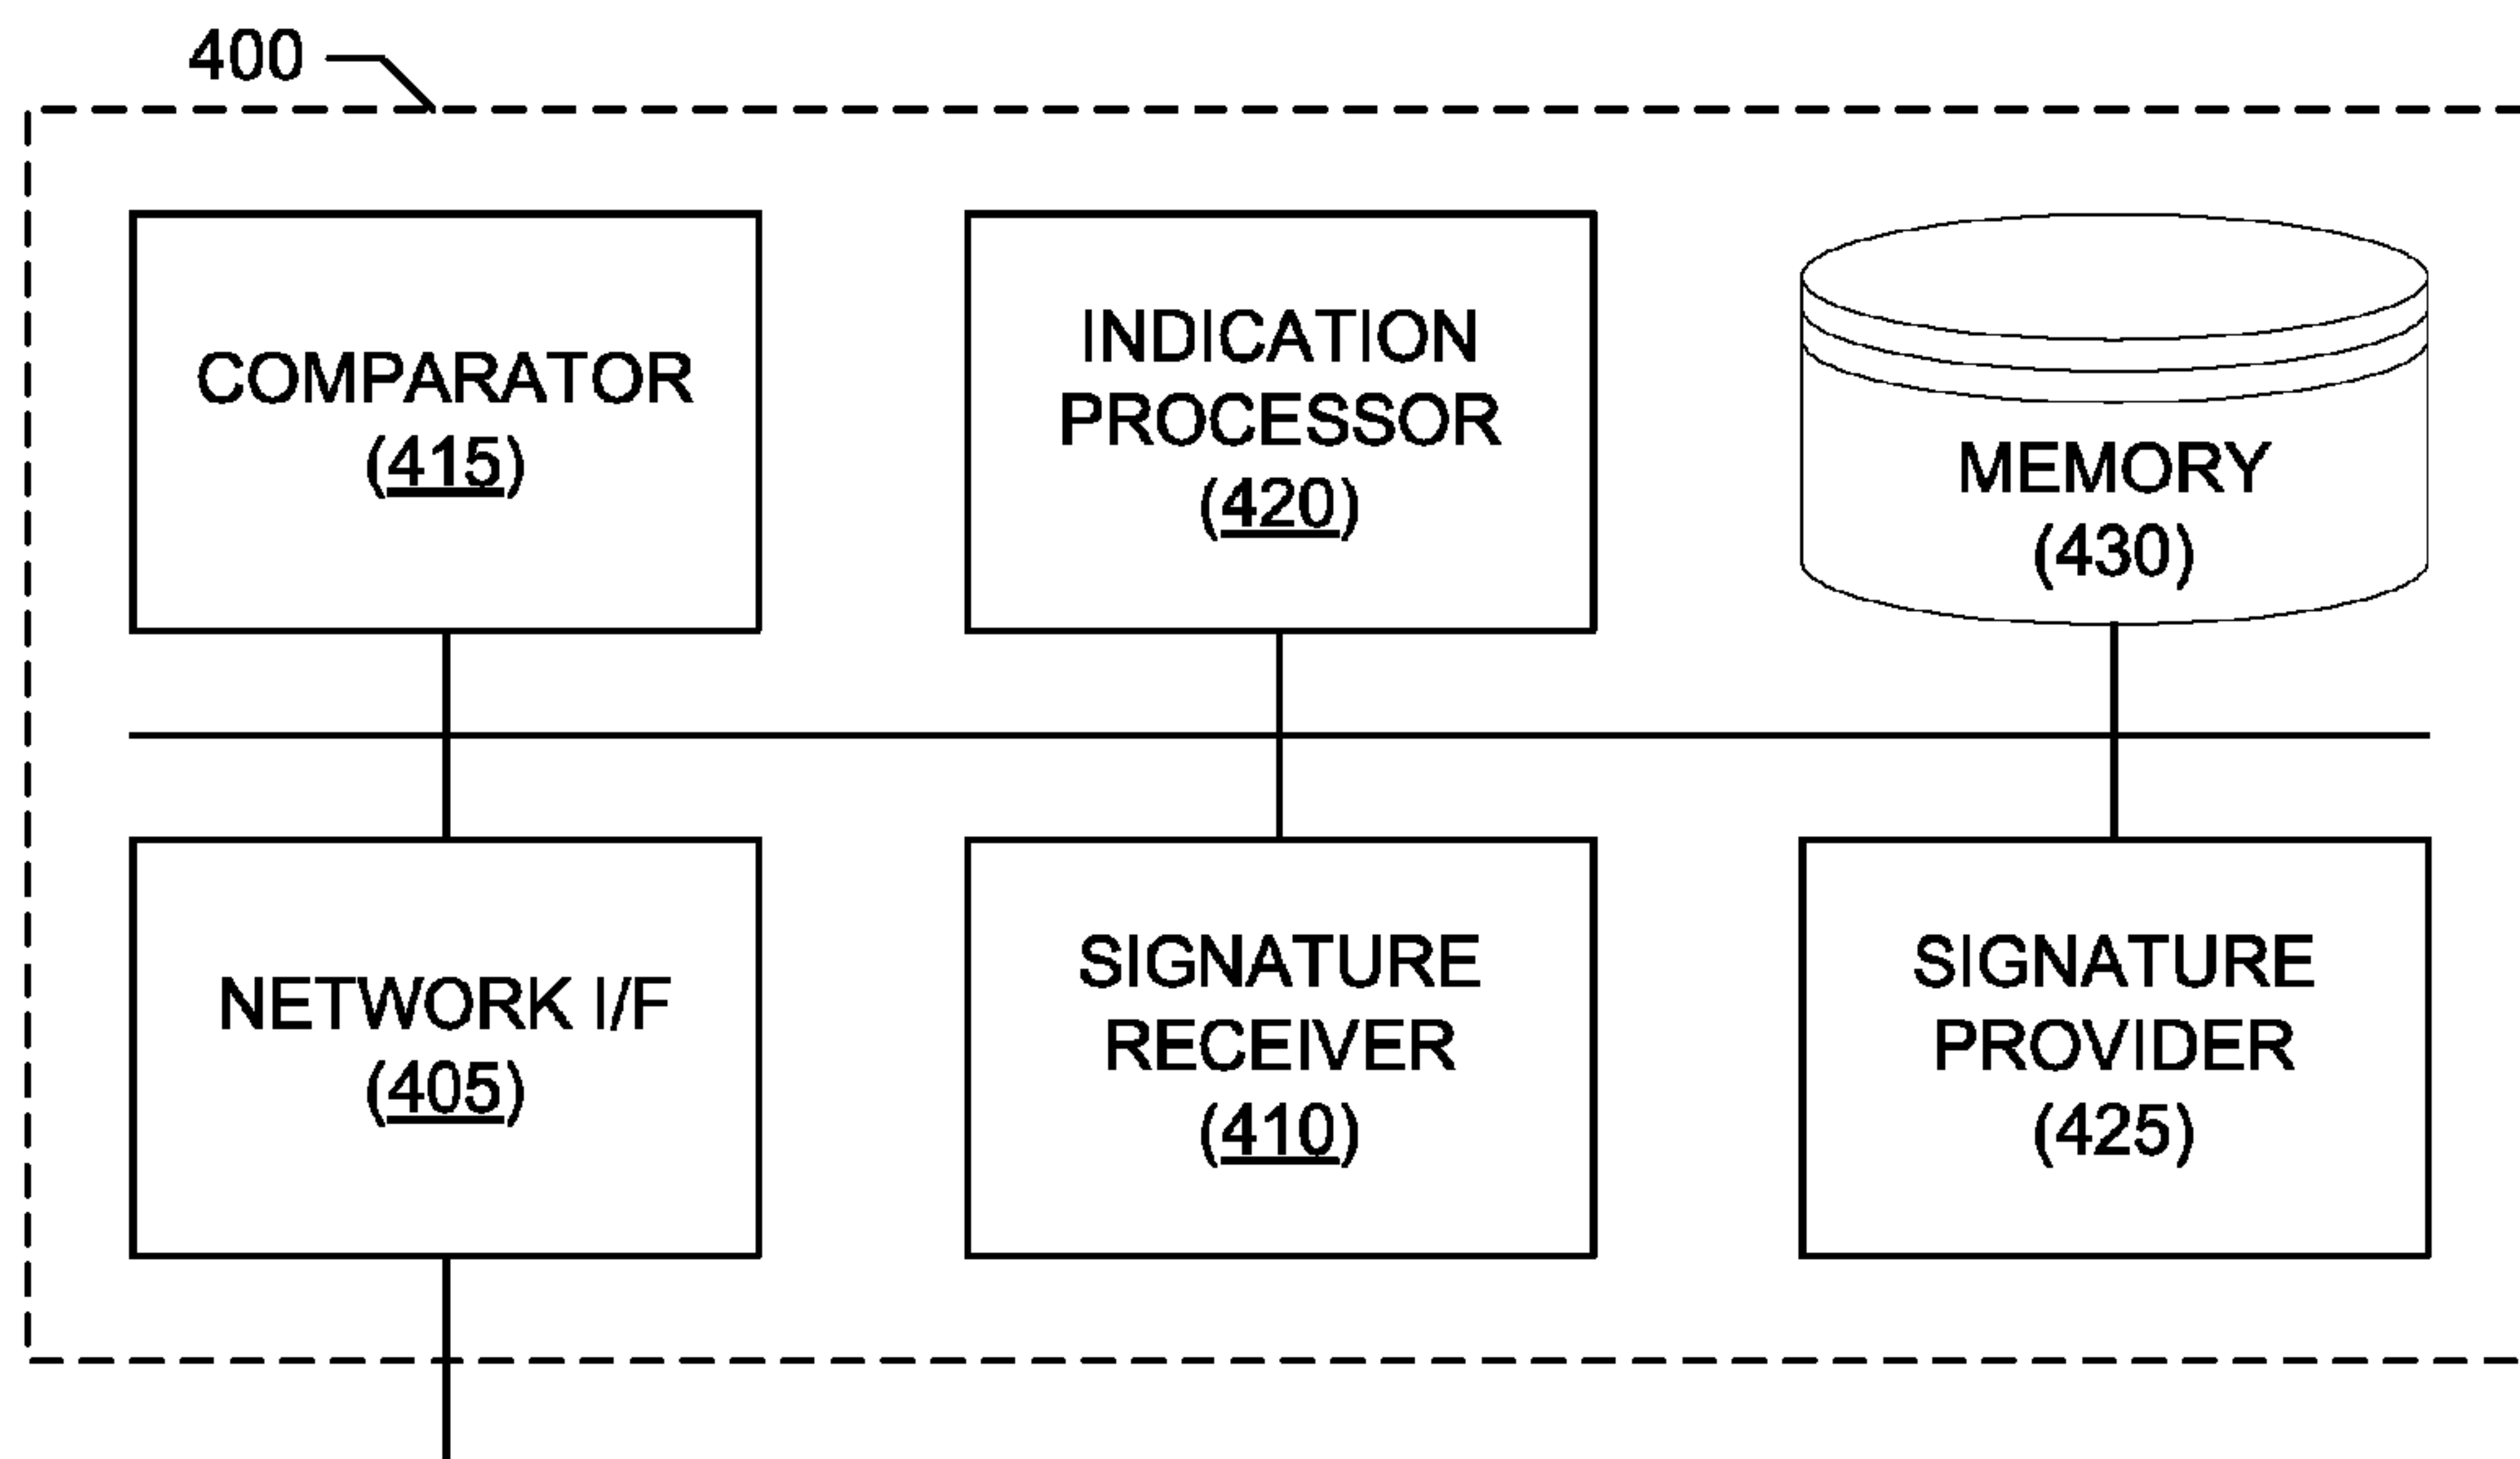 400
COMPARATOR
(415)
INDICATION
PROCESSOR
(420)
MEMORY
(430)
NETWORK I/F
(405)
SIGNATURE
RECEIVER
(410)
SIGNATURE
PROVIDER
(425)